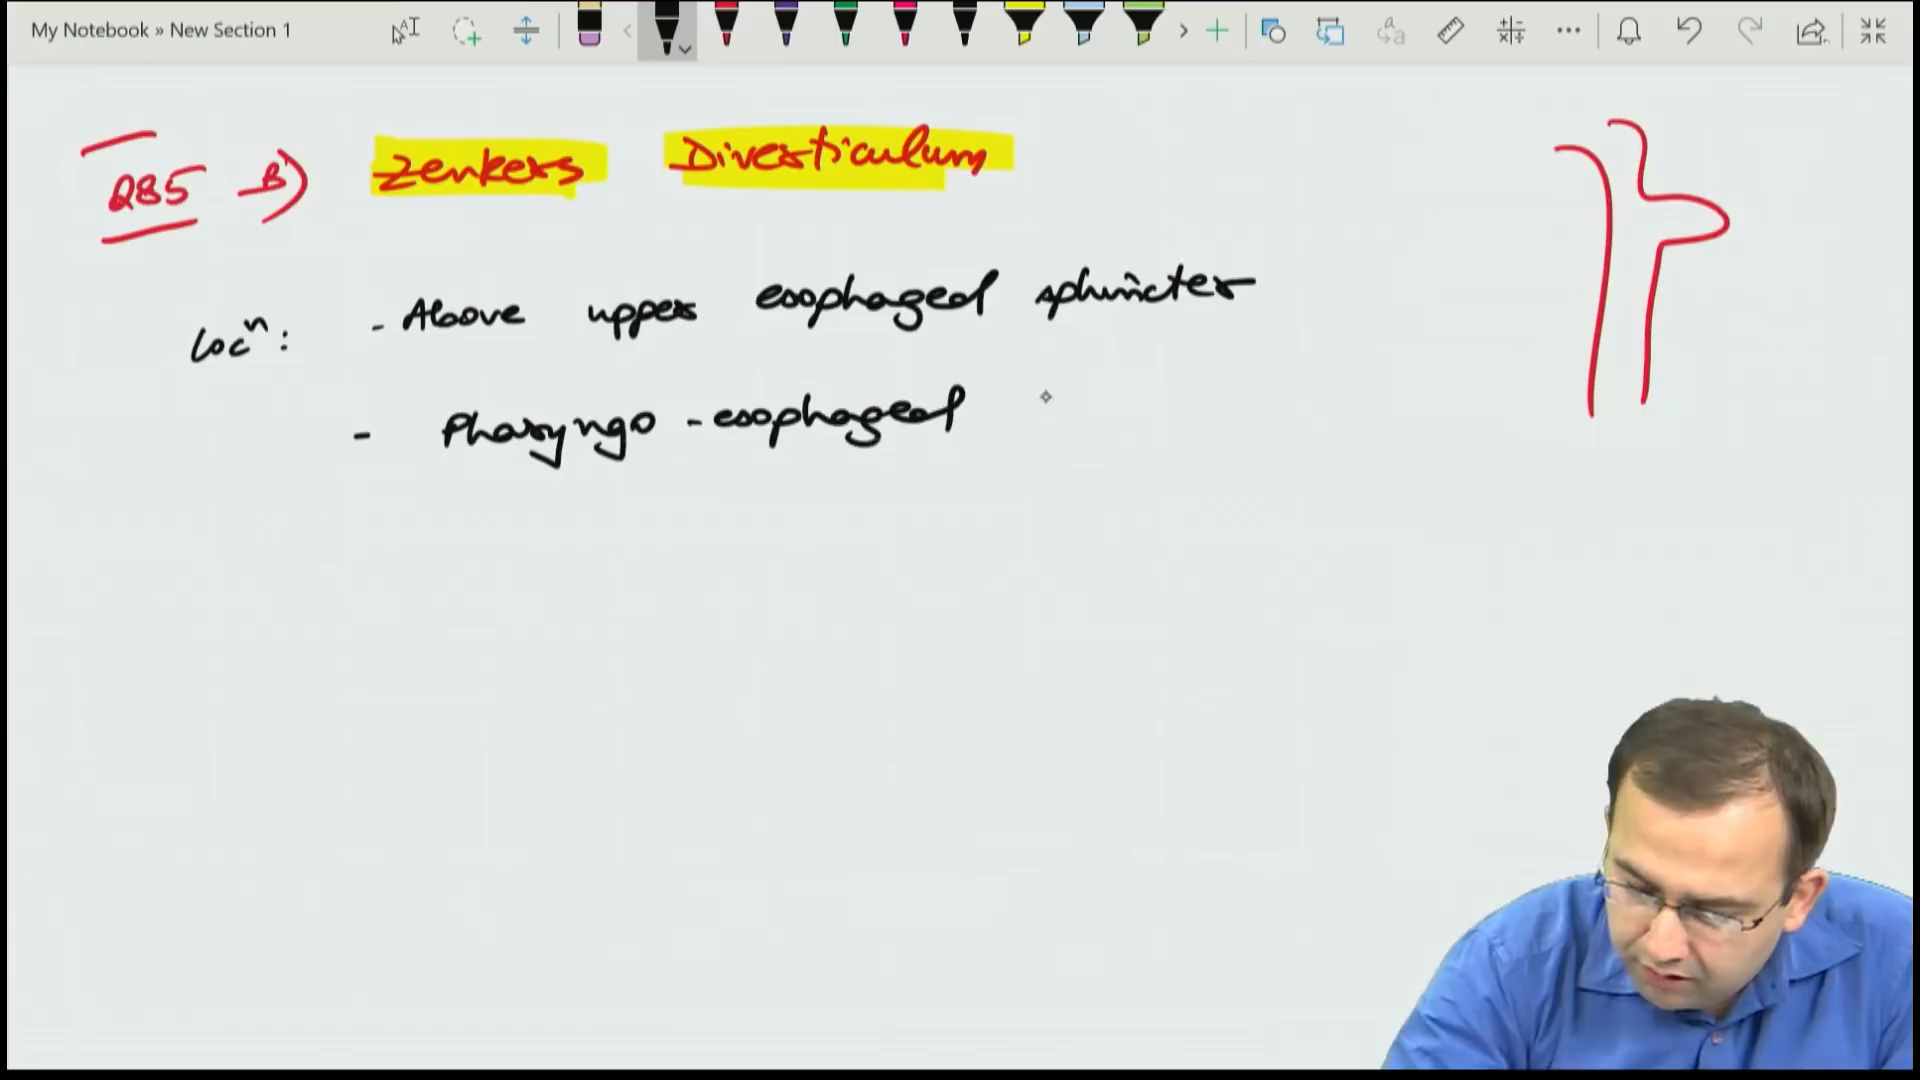 My Notebook » New Section 1
Q85 B) Zenkers Diverticulum
Locⁿ: - Above upper esophageal sphincter
- Pharyngo - esophageal